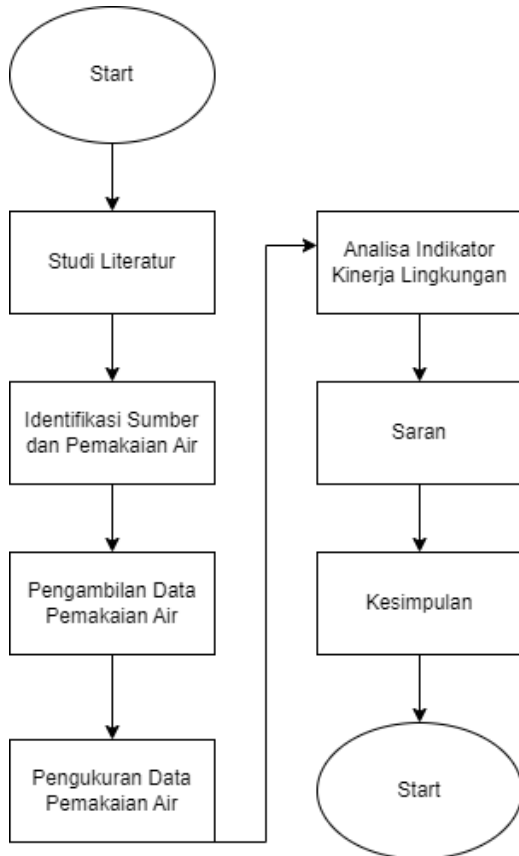 Start
Studi Literatur
Identifikasi Sumber
dan Pemakaian Air
Pengambilan Data
Pemakaian Air
Pengukuran Data
Pemakaian Air
Analisa Indikator
Kinerja Lingkungan
Saran
Kesimpulan
Start